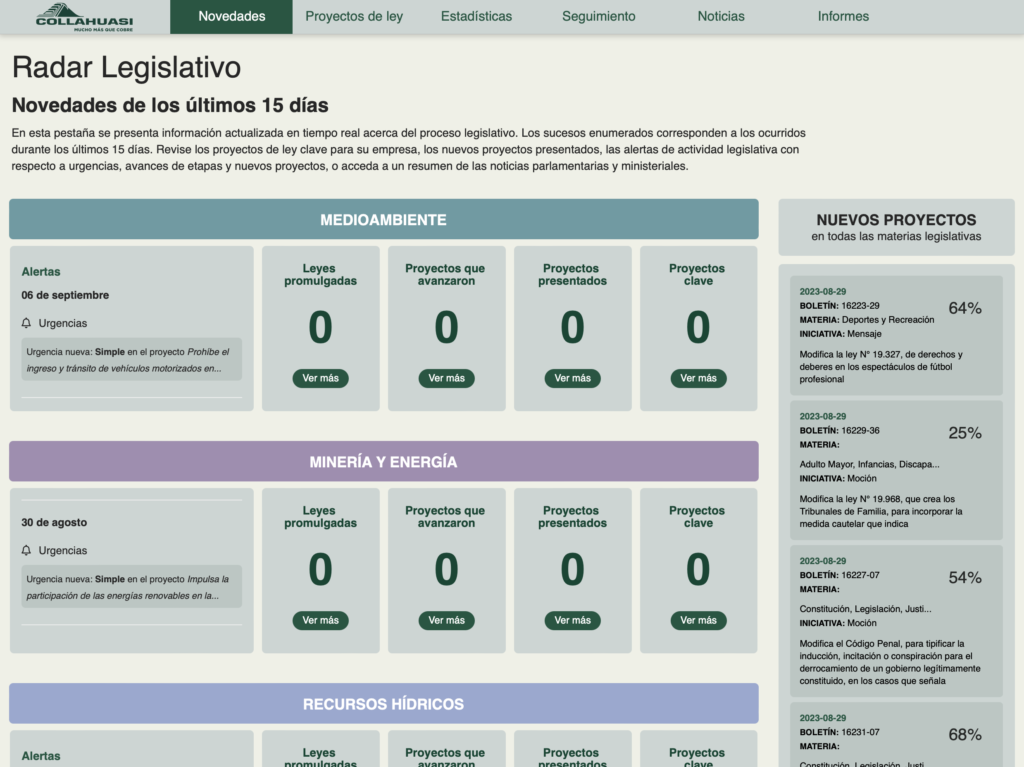 COLLAHUASI
MUCHO MÁS QUE COBRE
Novedades
Proyectos de ley
Estadísticas
Seguimiento
Noticias
Informes
Radar Legislativo
Novedades de los últimos 15 días
En esta pestaña se presenta información actualizada en tiempo real acerca del proceso legislativo. Los sucesos enumerados corresponden a los ocurridos
durante los últimos 15 días. Revise los proyectos de ley clave para su empresa, los nuevos proyectos presentados, las alertas de actividad legislativa con
respecto a urgencias, avances de etapas y nuevos proyectos, o acceda a un resumen de las noticias parlamentarias y ministeriales.
MEDIOAMBIENTE
Alertas
06 de septiembre
Urgencias
Urgencia nueva: Simple en el proyecto Prohíbe el
ingreso y tránsito de vehículos motorizados en...
Leyes
promulgadas
0
Ver más
Proyectos que
avanzaron
0
Ver más
Proyectos
presentados
0
Ver más
Proyectos
clave
0
Ver más
MINERÍA Y ENERGÍA
30 de agosto
Urgencias
Urgencia nueva: Simple en el proyecto Impulsa la
participación de las energías renovables en la...
Leyes
promulgadas
0
Ver más
Proyectos que
avanzaron
0
Ver más
Proyectos
presentados
0
Ver más
Proyectos
clave
0
Ver más
RECURSOS HÍDRICOS
Alertas
Leyes
promulgadas
Proyectos que
avanzaron
Proyectos
presentados
Proyectos
clave
NUEVOS PROYECTOS
en todas las materias legislativas
2023-08-29
BOLETÍN: 16223-29
64%
MATERIA: Deportes y Recreación
INICIATIVA: Mensaje
Modifica la ley N° 19.327, de derechos y
deberes en los espectáculos de fútbol
profesional
2023-08-29
BOLETÍN: 16229-36
25%
MATERIA:
Adulto Mayor, Infancias, Discapa...
INICIATIVA: Moción
Modifica la ley N° 19.968, que crea los
Tribunales de Familia, para incorporar la
medida cautelar que indica
2023-08-29
BOLETÍN: 16227-07
54%
MATERIA:
Constitución, Legislación, Justi...
INICIATIVA: Moción
Modifica el Código Penal, para tipificar la
inducción, incitación o conspiración para el
derrocamiento de un gobierno legítimamente
constituido, en los casos que señala
2023-08-29
BOLETÍN: 16231-07
68%
MATERIA:
Constitución, Legislación, Justi...